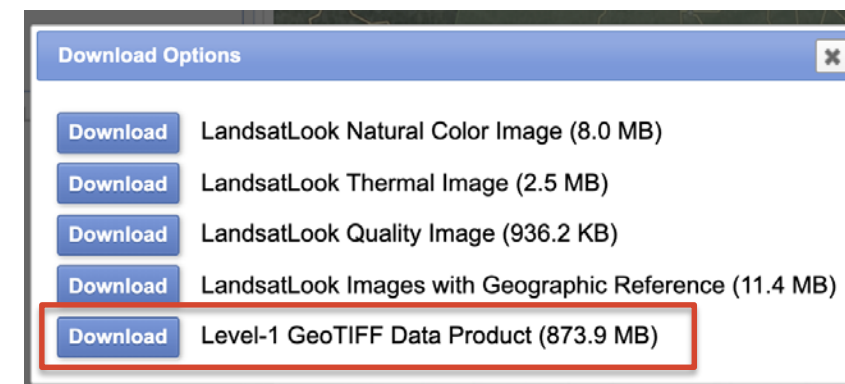 Download Options
Download LandsatLook Natural Color Image (8.0 MB)
Download LandsatLook Thermal Image (2.5 MB)
Download LandsatLook Quality Image (936.2 KB)
Download LandsatLook Images with Geographic Reference (11.4 MB)
Download Level-1 GeoTIFF Data Product (873.9 MB)